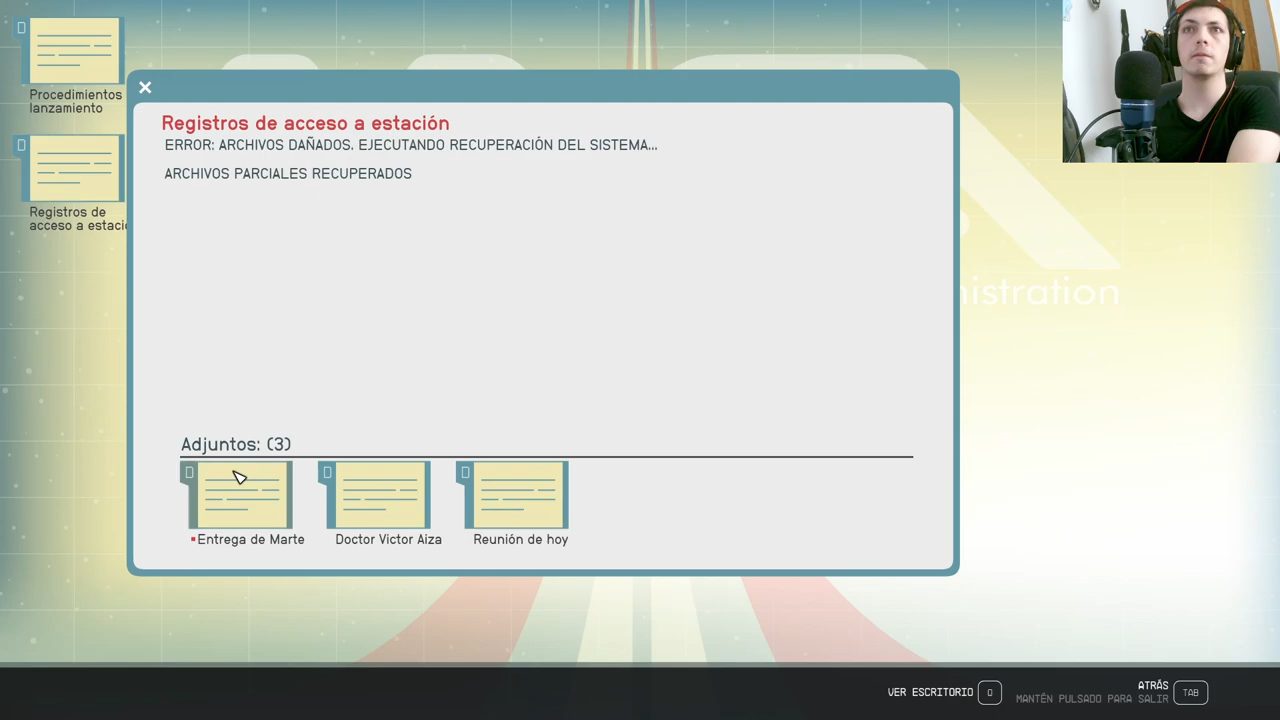 Procedimientos
lanzamiento
Registros de
acceso a estació
Registros de acceso a estación
ERROR: ARCHIVOS DAÑADOS. EJECUTANDO RECUPERACIÓN DEL SISTEMA...
ARCHIVOS PARCIALES RECUPERADOS
Adjuntos: (3)
Entrega de Marte
Doctor Victor Aiza
Reunión de hoy
nistration
VER ESCRITORIO Q
ATRÁS
MANTÉN PULSADO PARA SALIR TAB